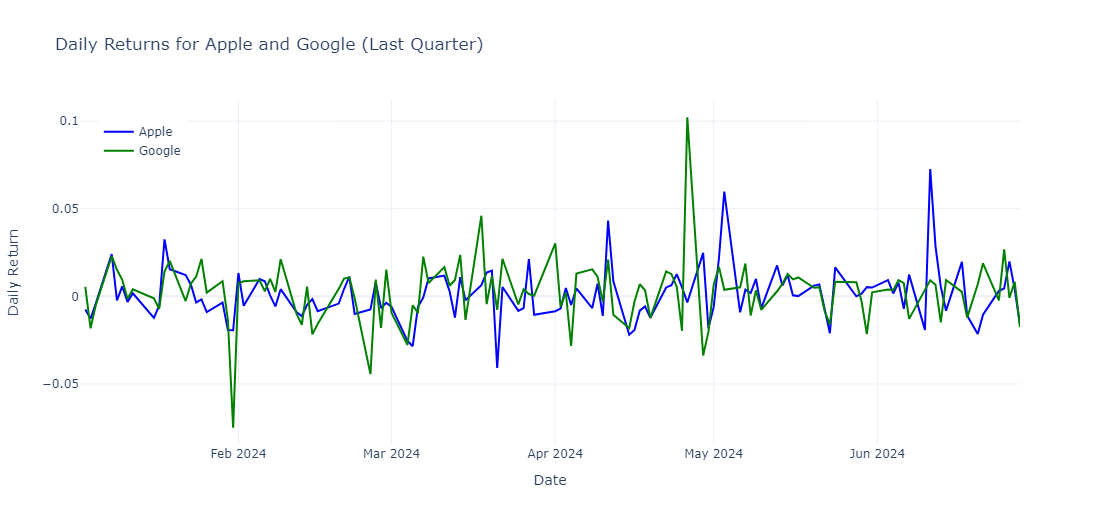 Daily Returns for Apple and Google (Last Quarter)
Apple
Google
0.1
0.05
0
−0.05
Daily Return
Feb 2024
Mar 2024
Apr 2024
May 2024
Jun 2024
Date